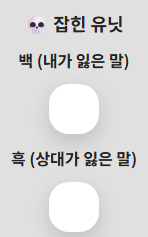 💀 잡힌 유닛
백 (내가 잃은 말)
흑 (상대가 잃은 말)